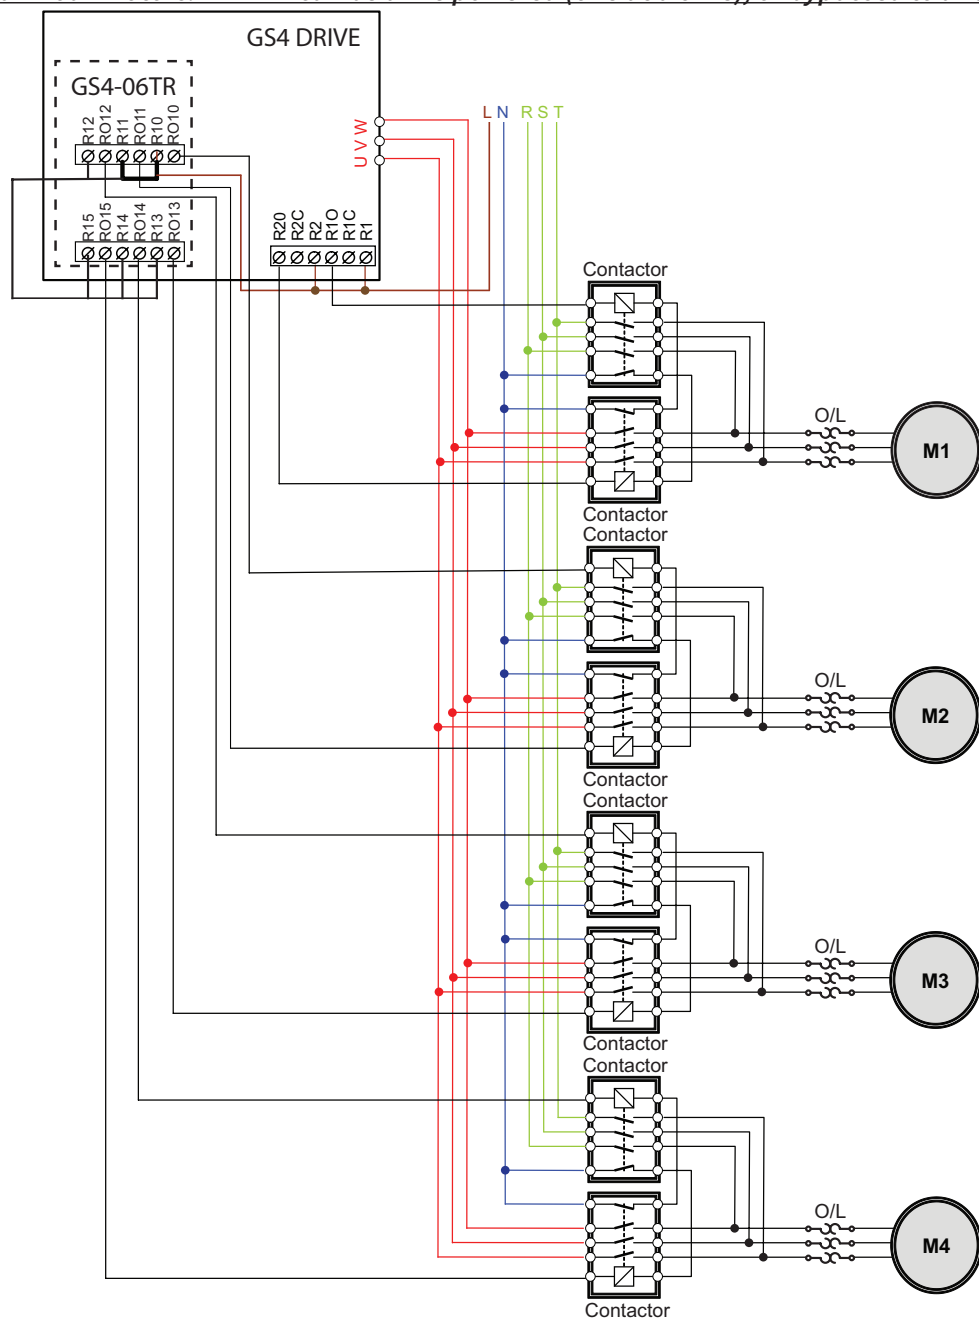 GS4 DRIVE
GS4-06TR
R12 RO12 R11 RO11 R10 RO10
U V W
L N R S T
R15 RO15 R14 RO14 R13 RO13
R2O R2C R2 R1O R1C R1
Contactor
O/L
M1
Contactor
Contactor
O/L
M2
Contactor
Contactor
O/L
M3
Contactor
Contactor
O/L
M4
Contactor